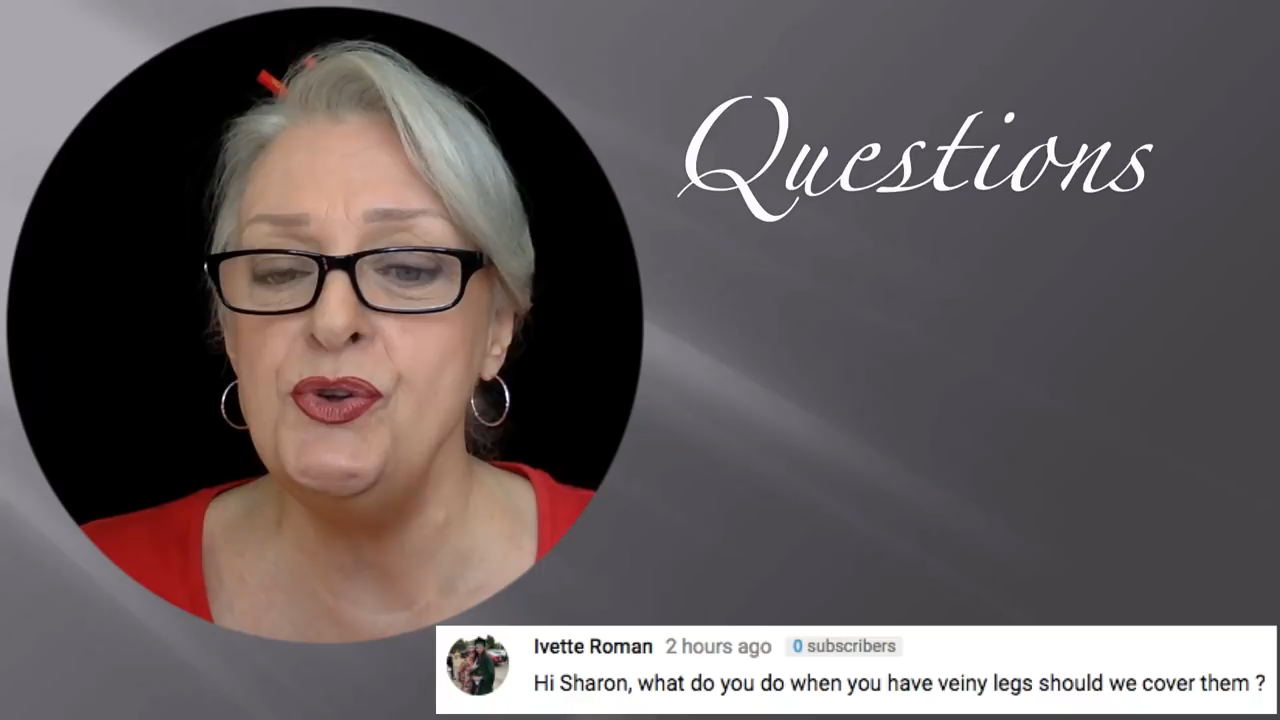 Questions
Ivette Roman 2 hours ago 0 subscribers
Hi Sharon, what do you do when you have veiny legs should we cover them ?